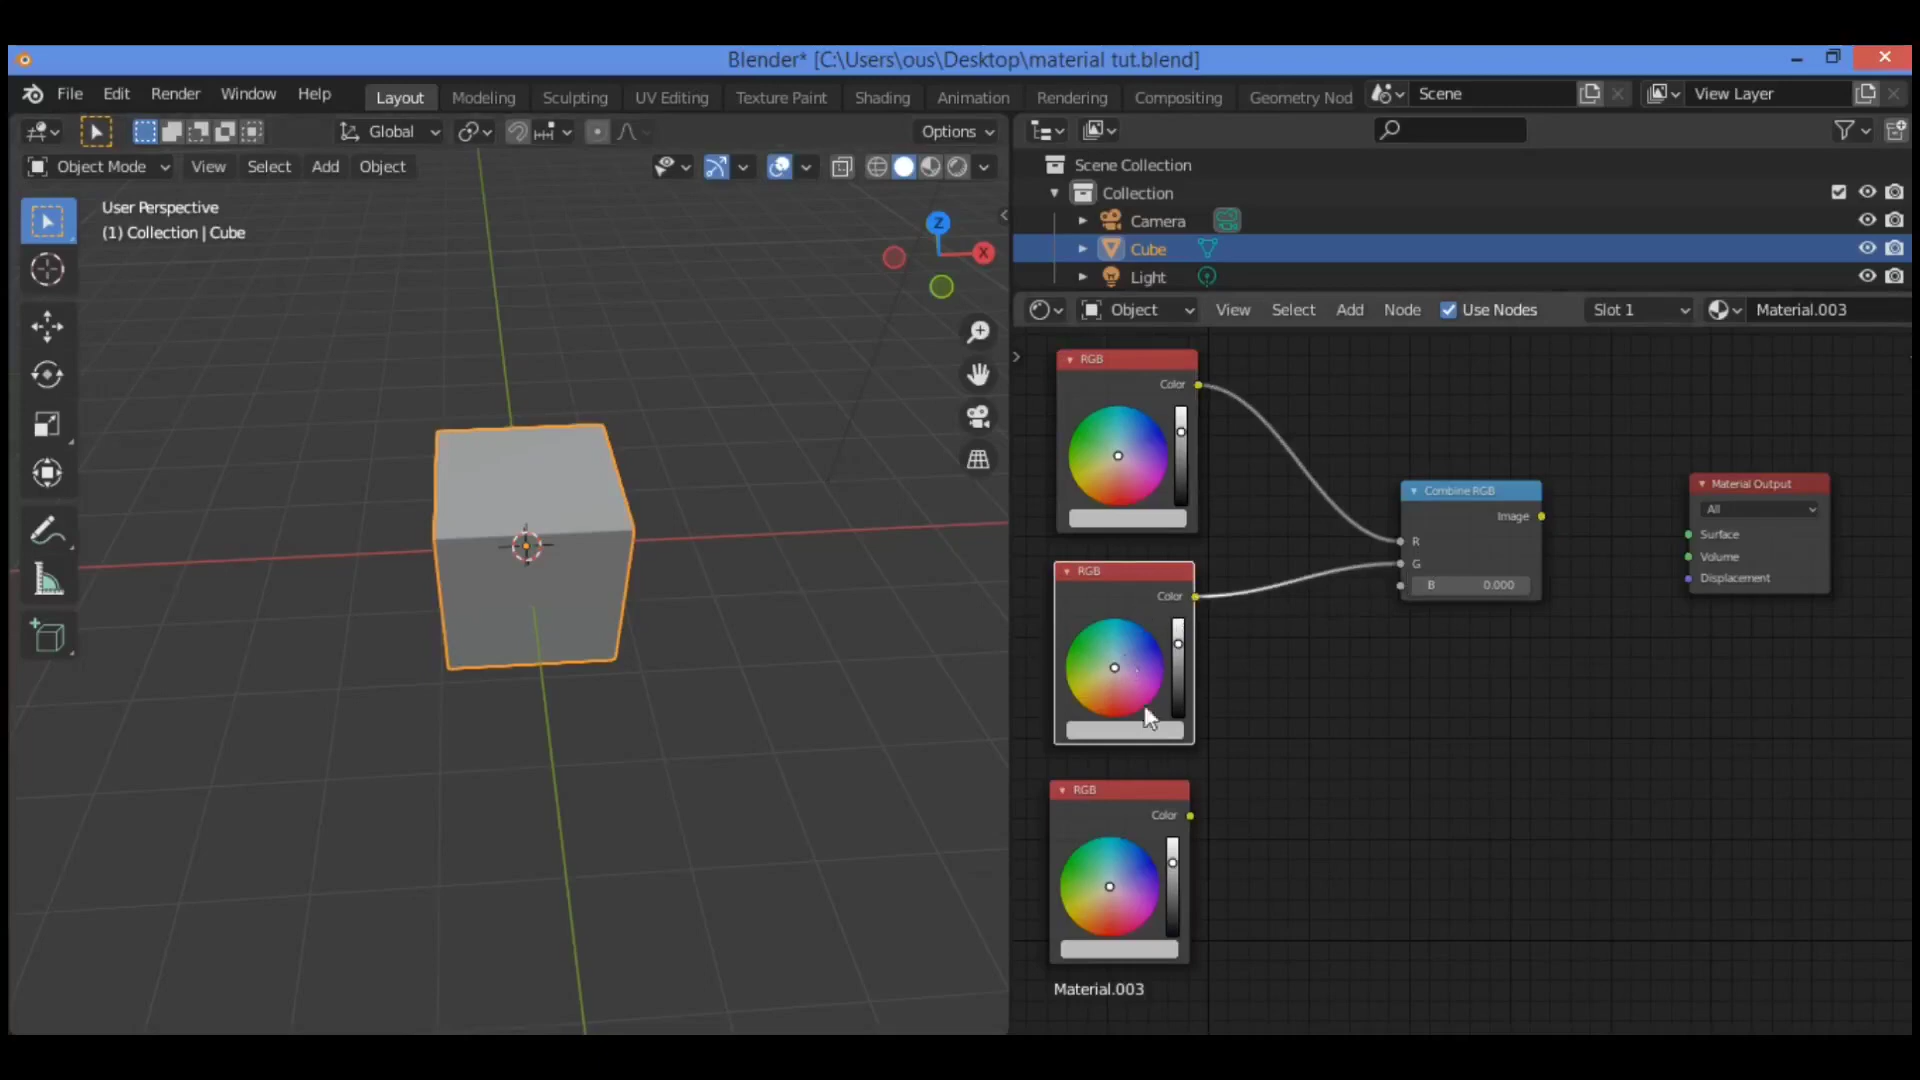 Blender* [C:\Users\ous\Desktop\material tut.blend]
File Edit Render Window Help Layout Modeling Sculpting UV Editing Texture Paint Shading Animation Rendering Compositing Geometry Nod Scene View Layer
Global Options
Object Mode View Select Add Object
User Perspective
(1) Collection | Cube
Z
X
Scene Collection
Collection
Camera
Cube
Light
Object View Select Add Node Use Nodes Slot 1 Material.003
RGB
Color
RGB
Color
RGB
Color
Combine RGB
Image
R
G
B 0.000
Material Output
All
Surface
Volume
Displacement
Material.003